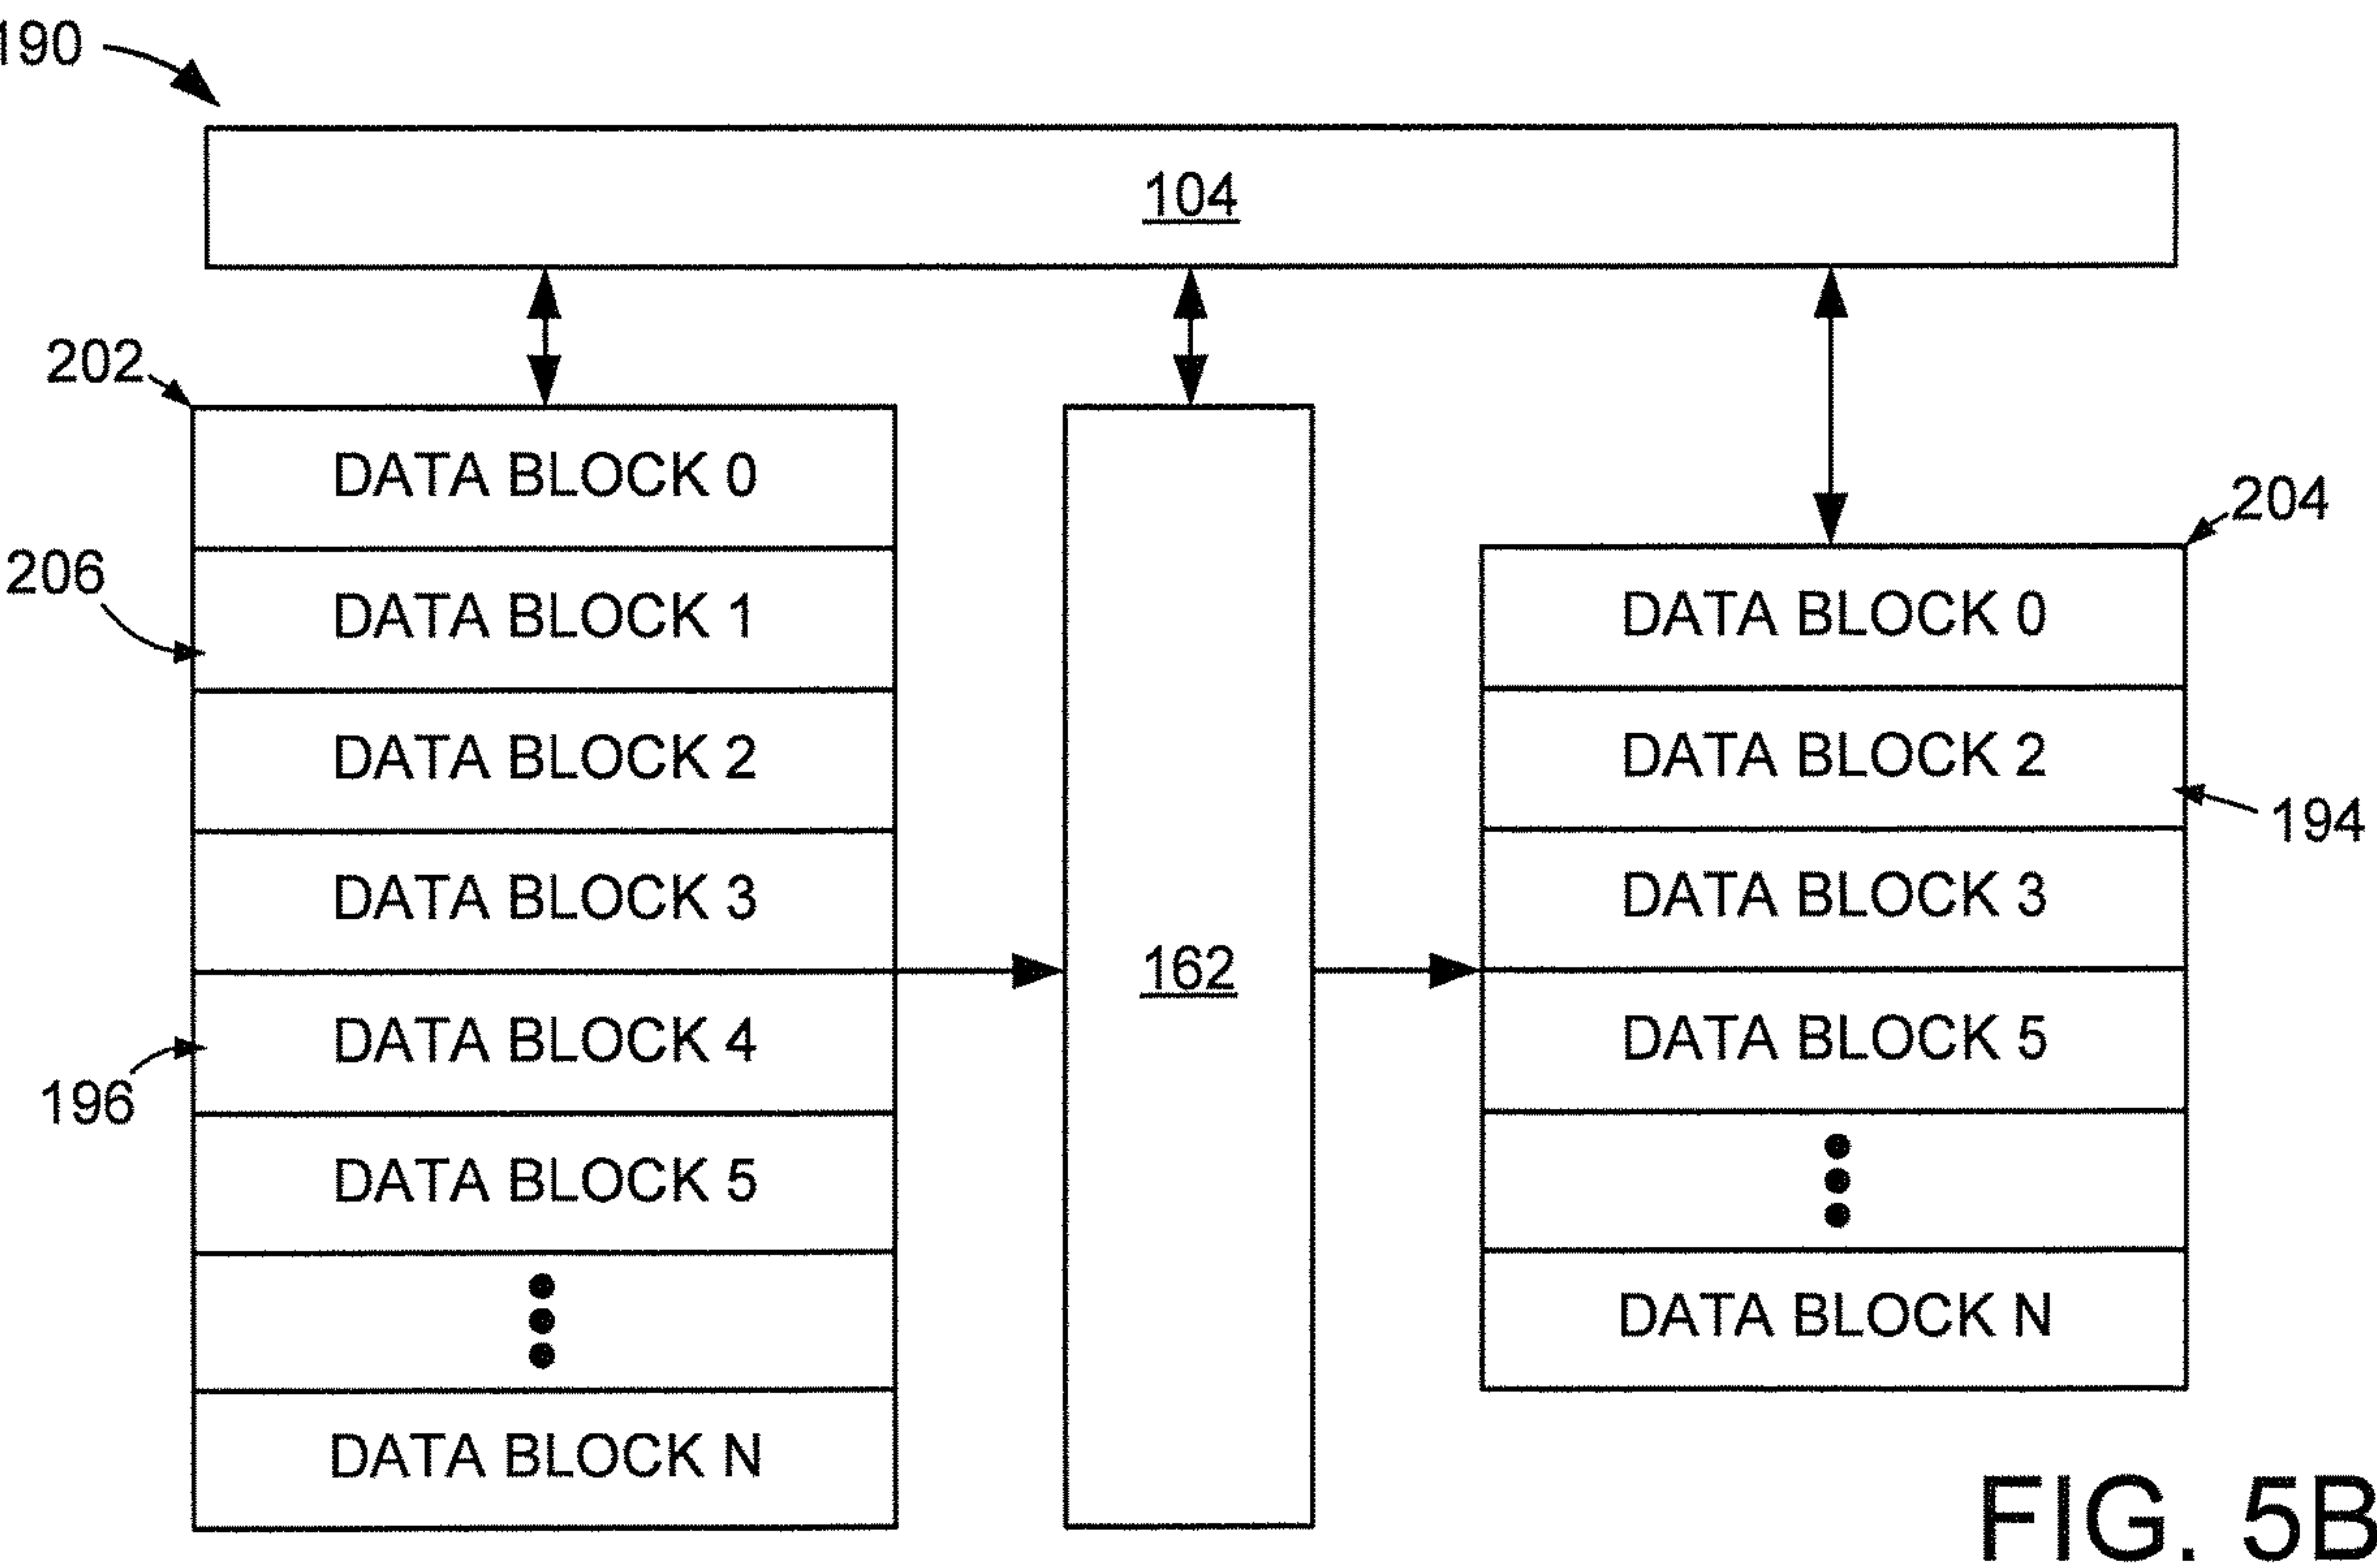 190
104
202
DATA BLOCK 0
206
DATA BLOCK 1
DATA BLOCK 2
DATA BLOCK 3
196
DATA BLOCK 4
DATA BLOCK 5
DATA BLOCK N
162
204
DATA BLOCK 0
DATA BLOCK 2
194
DATA BLOCK 3
DATA BLOCK 5
DATA BLOCK N
FIG. 5B